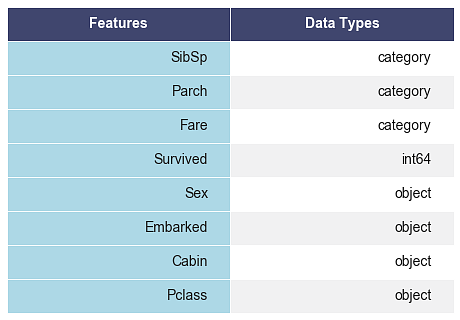 Features Data Types
SibSp category
Parch category
Fare category
Survived int64
Sex object
Embarked object
Cabin object
Pclass object